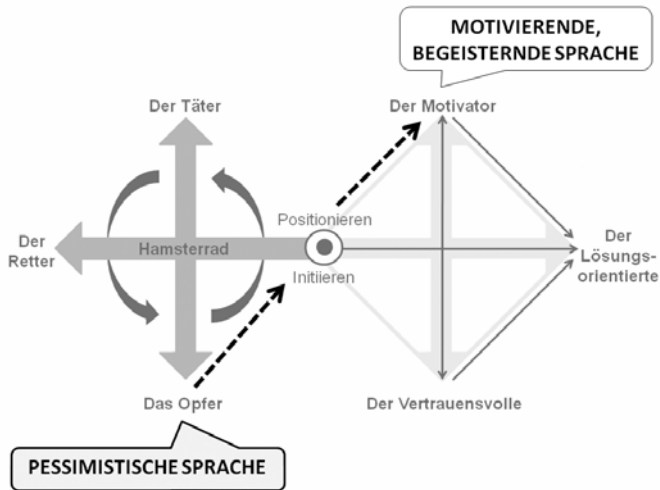 MOTIVIERENDE,
BEGEISTERNDE SPRACHE
Der Täter
Der Motivator
Positionieren
Der
Retter
Hamsterrad
Der
Lösungs-
orientierte
Initiieren
Das Opfer
Der Vertrauensvolle
PESSIMISTISCHE SPRACHE